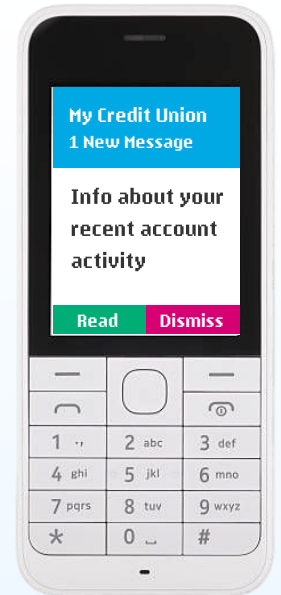 My Credit Union
1 New Message
Info about your
recent account
activity
Read Dismiss
1 .,
2 abc
3 def
4 ghi
5 jkl
6 mno
7 pqrs
8 tuv
9 wxyz
*
0 ⎵
#